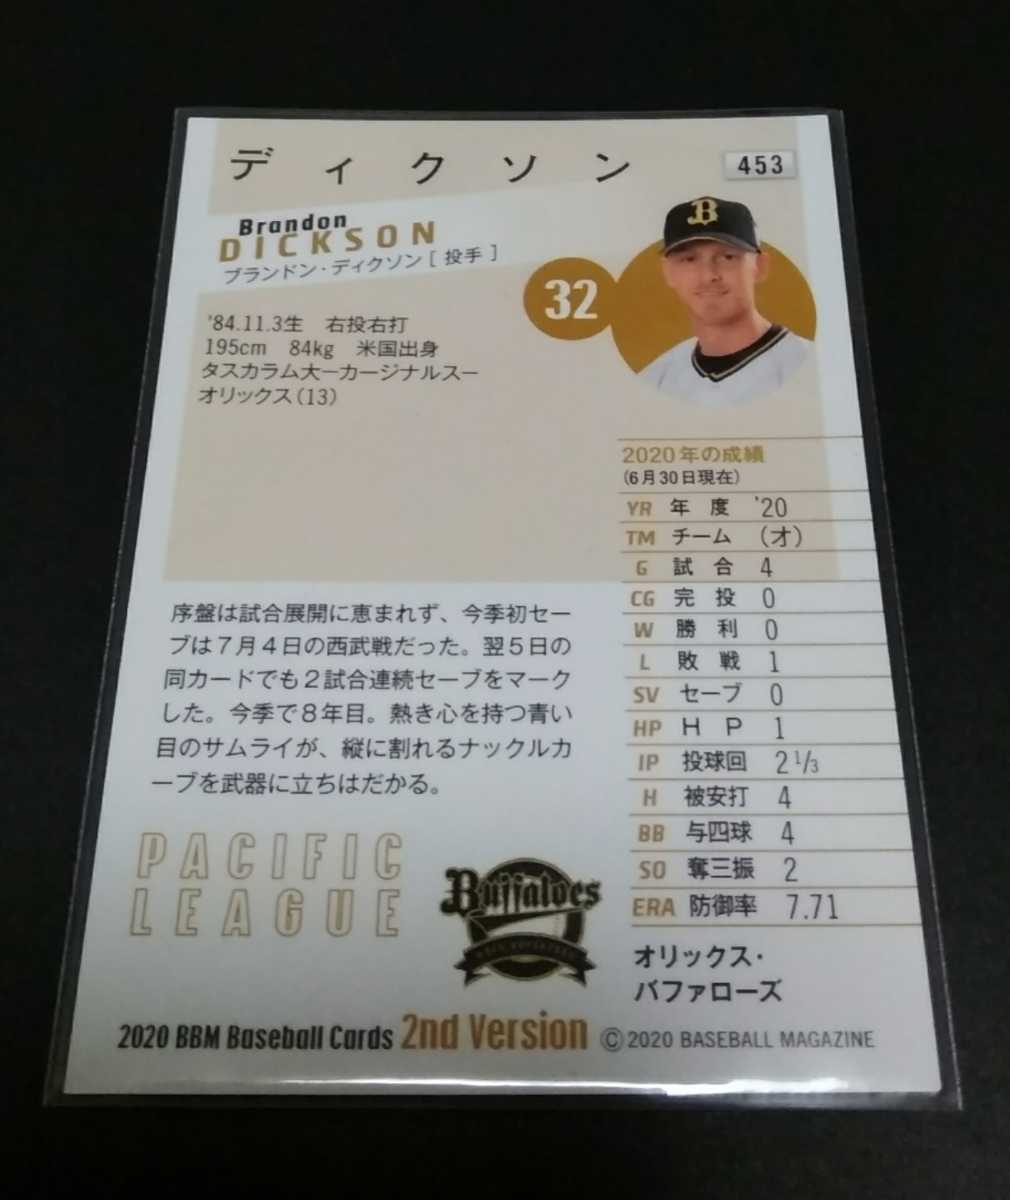 ディクソン
453
Brandon
DICKSON
ブランドン・ディクソン[投手]
32
'84.11.3生 右投右打
195cm 84kg 米国出身
タスカラム大ーカージナルスー
オリックス(13)
2020年の成績
(6月30日現在)
YR 年度 '20
TM チーム (オ)
G 試合 4
CG 完投 0
W 勝利 0
L 敗戦 1
SV セーブ 0
HP HP 1
IP 投球回 2 1/3
H 被安打 4
BB 与四球 4
SO 奪三振 2
ERA 防御率 7.71
序盤は試合展開に恵まれず、今季初セー
ブは7月4日の西武戦だった。翌5日の
同カードでも2試合連続セーブをマーク
した。今季で8年目。熱き心を持つ青い
目のサムライが、縦に割れるナックルカ
ーブを武器に立ちはだかる。
PACIFIC
LEAGUE
Buffaloes
オリックス・
バファローズ
2020 BBM Baseball Cards 2nd Version © 2020 BASEBALL MAGAZINE